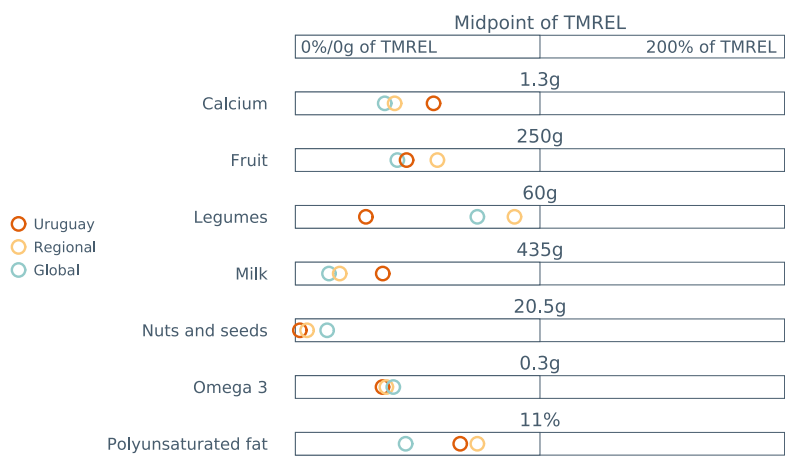 Midpoint of TMREL
0%/0g of TMREL 200% of TMREL
1.3g
Calcium
250g
Fruit
60g
Legumes
Uruguay
Regional
Global
435g
Milk
20.5g
Nuts and seeds
0.3g
Omega 3
11%
Polyunsaturated fat